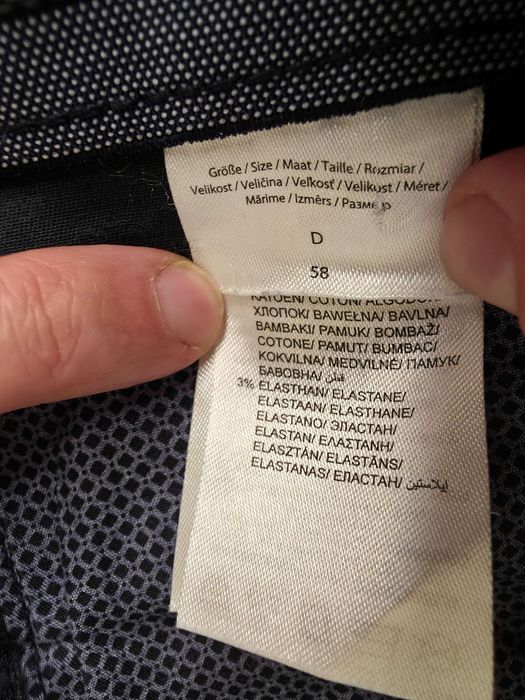 Größe / Size / Maat / Taille / Rozmiar /
Velikost / Veličina / Veľkosť / Velikust / Méret /
Mărime / Izmērs / Размер
D
58
KATOEN/ COTON/ ALGODON/
ХЛОПОК/ BAWEŁNA/ BAVLNA/
BAMBAKI/ PAMUK/ BOMBAŽ/
COTONE/ PAMUT/ BUMBAC/
KOKVILNA/ MEDVILNĖ/ ПАМУК/
БАВОВНА/ قطن
3% ELASTHAN/ ELASTANE/
ELASTAAN/ ELASTHANE/
ELASTANO/ ЭЛАСТАН/
ELASTAN/ ΕΛΑΣΤΑΝΗ/
ELASZTÁN/ ELASTĀNS/
ELASTANAS/ ЕЛАСТАН/ إيلاستين